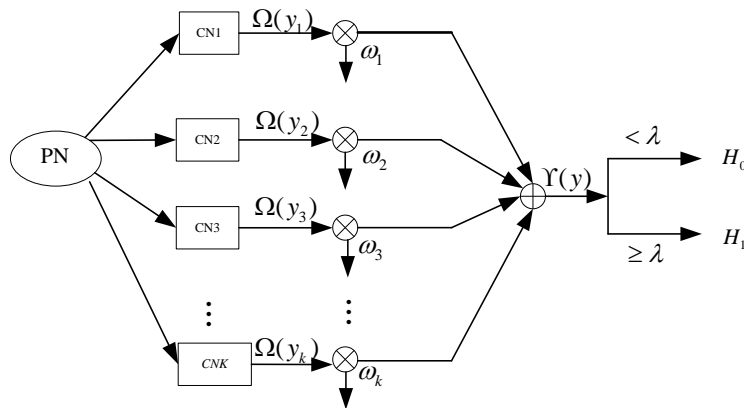 CN1 Ω(y₁) ω₁
PN CN2 Ω(y₂) ω₂
CN3 Ω(y₃) ω₃
⋮ ⋮
CNK Ω(yₖ) ωₖ
ϒ(y)
< λ H₀
≥ λ H₁